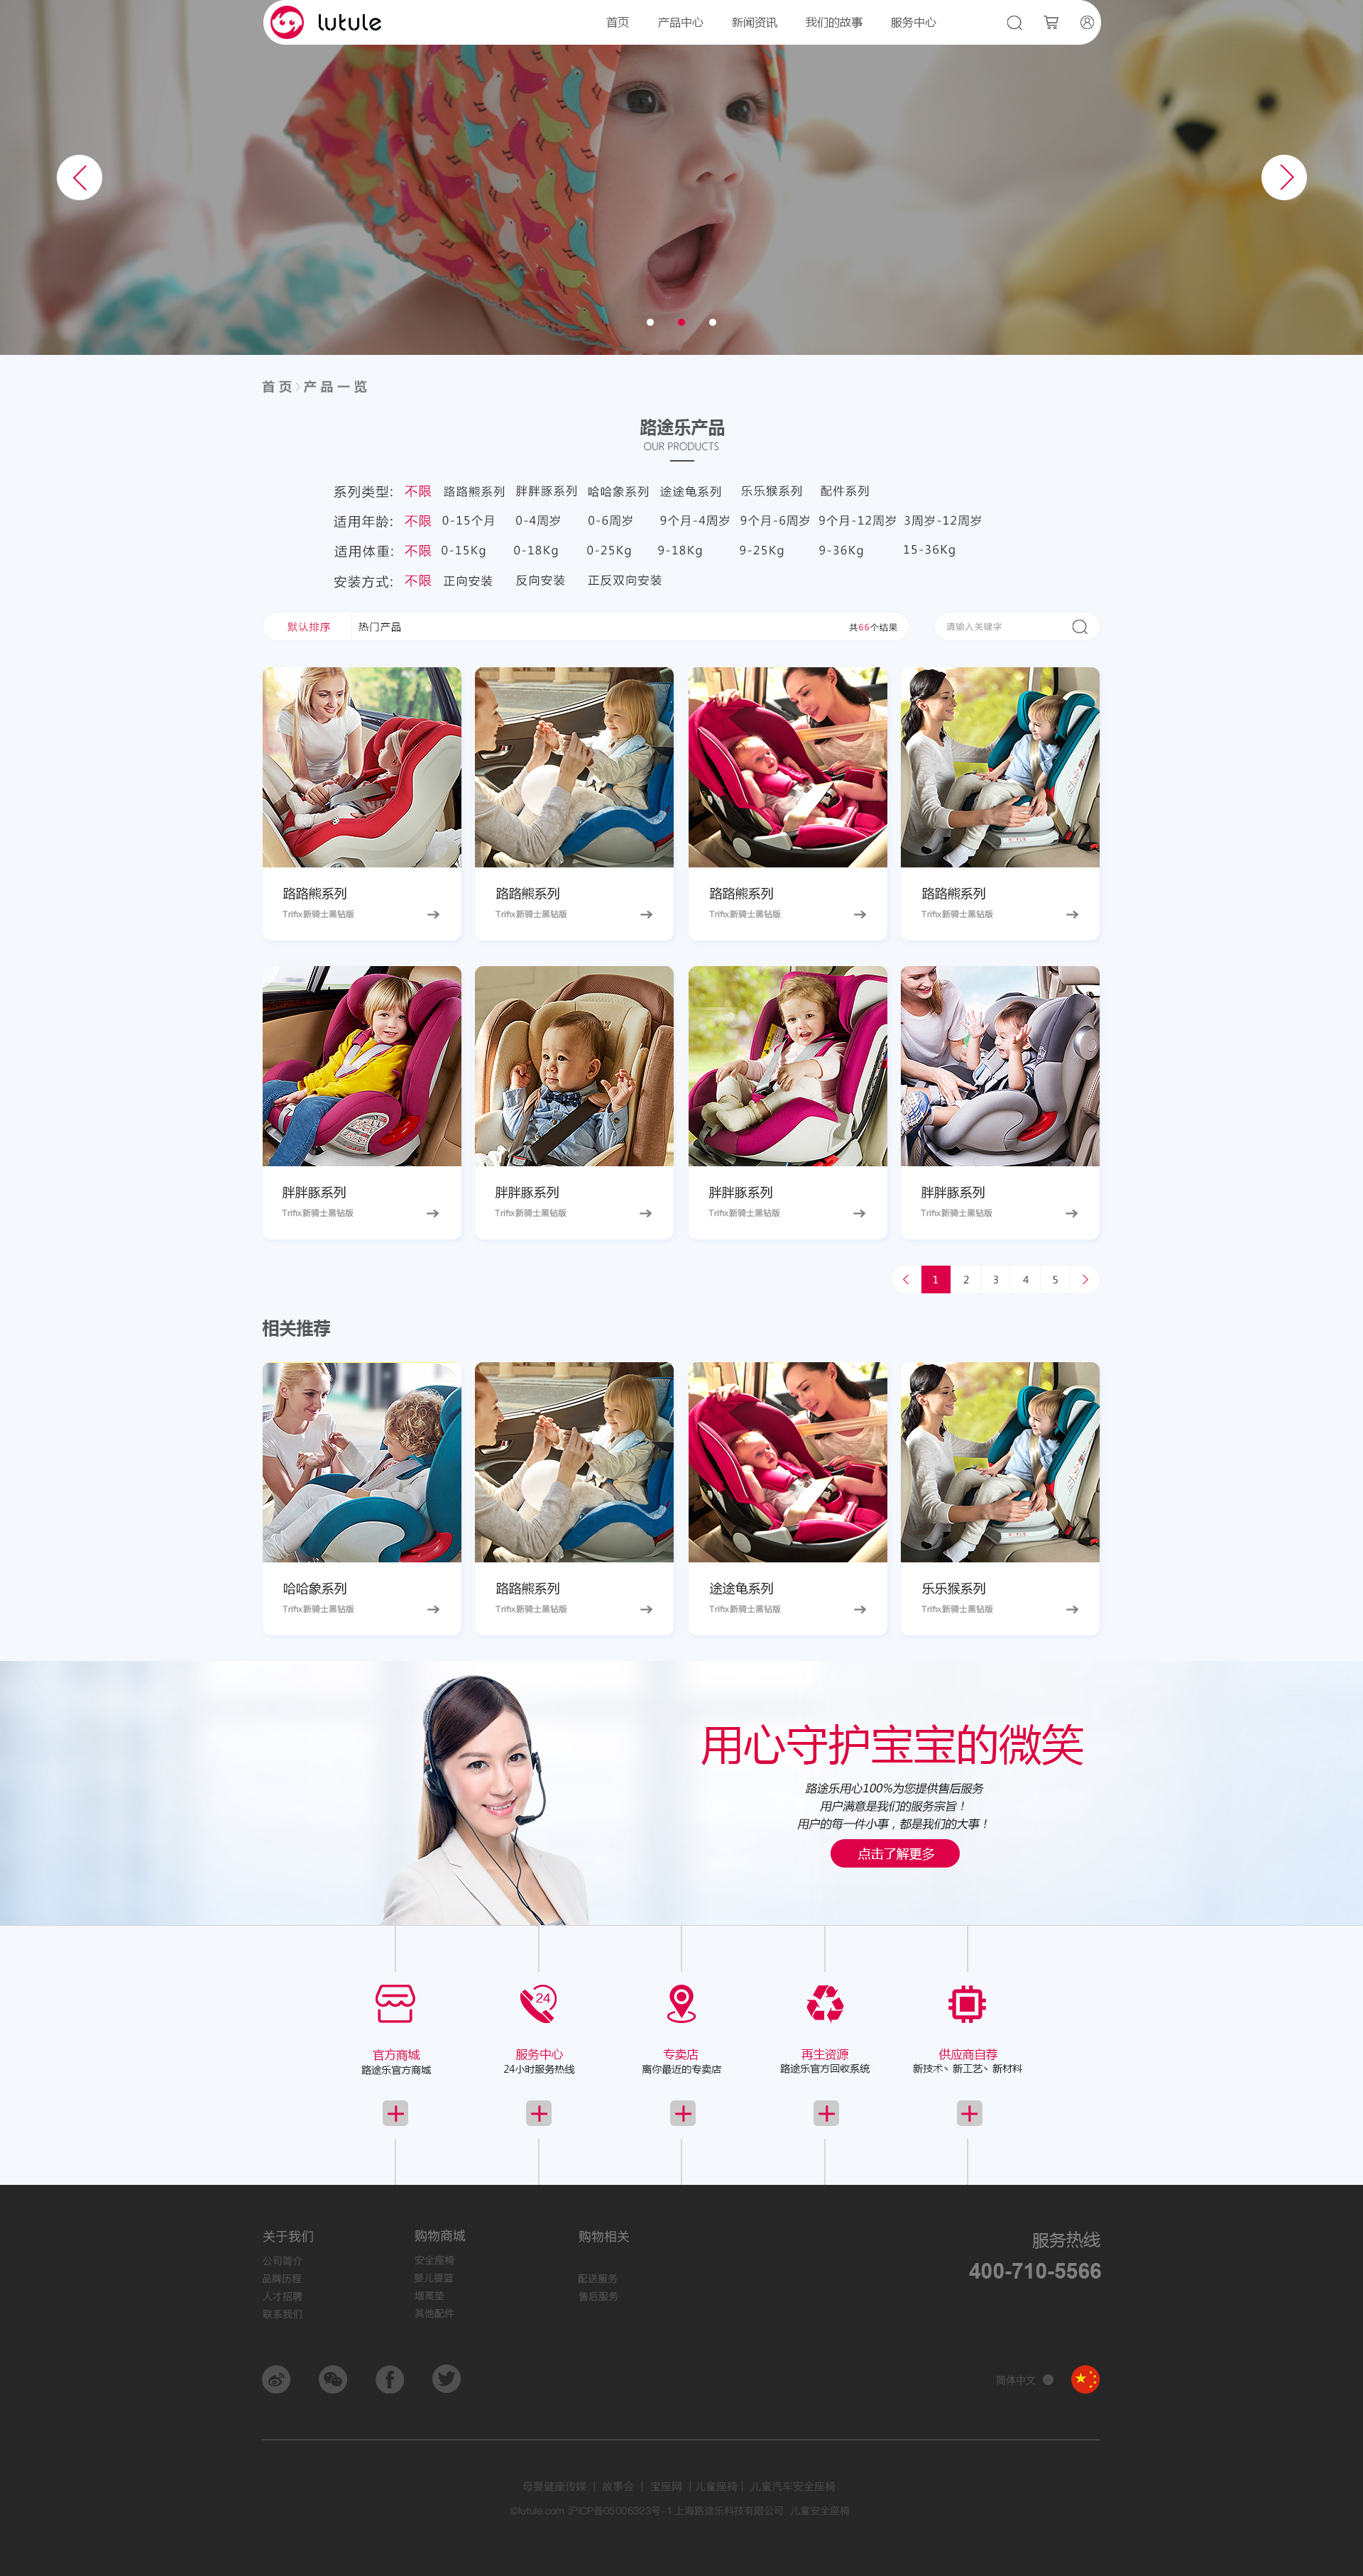 lutule 首页 产品中心 新闻资讯 我们的故事 服务中心
首页>产品一览
路途乐产品
OUR PRODUCTS
系列类型: 不限 路路熊系列 胖胖豚系列 哈哈象系列 途途龟系列 乐乐猴系列 配件系列
适用年龄: 不限 0-15个月 0-4周岁 0-6周岁 9个月-4周岁 9个月-6周岁 9个月-12周岁 3周岁-12周岁
适用体重: 不限 0-15Kg 0-18Kg 0-25Kg 9-18Kg 9-25Kg 9-36Kg 15-36Kg
安装方式: 不限 正向安装 反向安装 正反双向安装
默认排序 热门产品 共66个结果 请输入关键字
路路熊系列 路路熊系列 路路熊系列 路路熊系列
Trifix新骑士黑钻版 Trifix新骑士黑钻版 Trifix新骑士黑钻版 Trifix新骑士黑钻版
胖胖豚系列 胖胖豚系列 胖胖豚系列 胖胖豚系列
Trifix新骑士黑钻版 Trifix新骑士黑钻版 Trifix新骑士黑钻版 Trifix新骑士黑钻版
1 2 3 4 5
相关推荐
哈哈象系列 路路熊系列 途途龟系列 乐乐猴系列
Trifix新骑士黑钻版 Trifix新骑士黑钻版 Trifix新骑士黑钻版 Trifix新骑士黑钻版
用心守护宝宝的微笑
路途乐用心100%为您提供售后服务
用户满意是我们的服务宗旨！
用户的每一件小事，都是我们的大事！
点击了解更多
24
官方商城 服务中心 专卖店 再生资源 供应商自荐
路途乐官方商城 24小时服务热线 离你最近的专卖店 路途乐官方回收系统 新技术、新工艺、新材料
关于我们 购物商城 购物相关 服务热线
公司简介 安全座椅 400-710-5566
品牌历程 婴儿提篮 配送服务
人才招聘 增高垫 售后服务
联系我们 其他配件
简体中文
母婴健康传媒 | 故事会 | 宝座网 | 儿童座椅 | 儿童汽车安全座椅
©lutule.com 沪ICP备05006323号-1 上海路途乐科技有限公司 儿童安全座椅